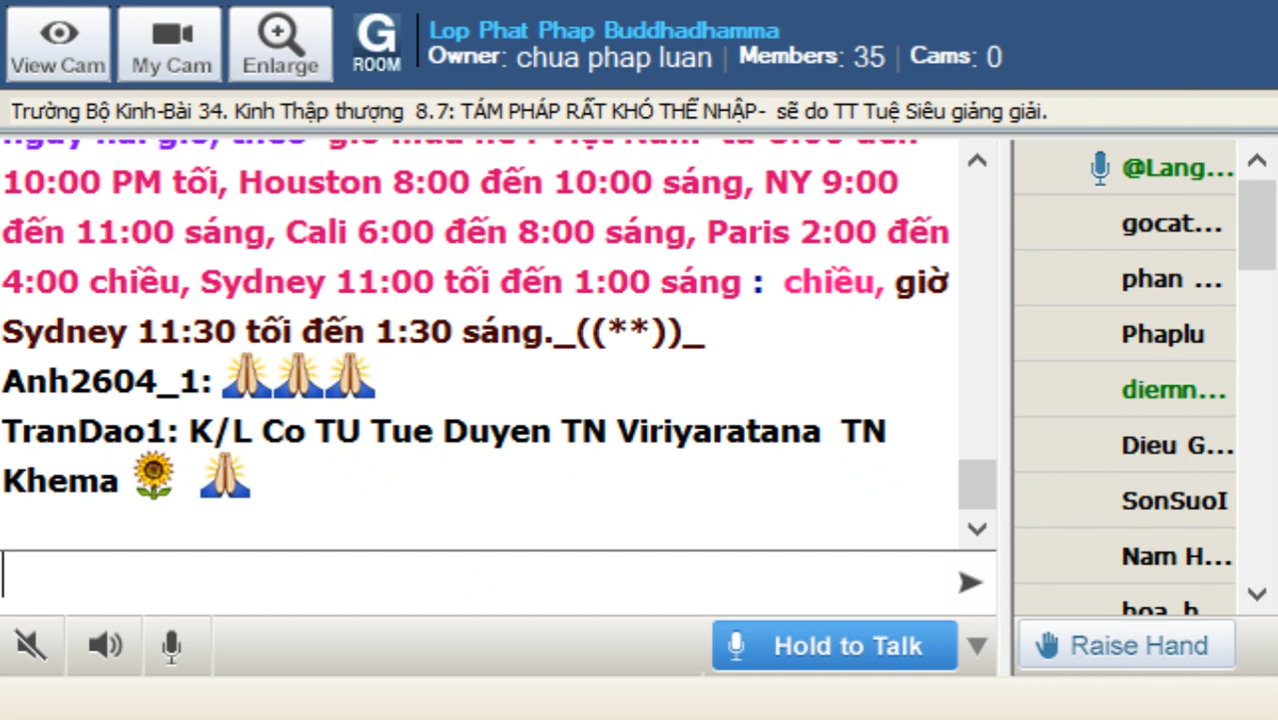 View Cam
My Cam
Enlarge
G
ROOM
Lop Phat Phap Buddhadhamma
Owner: chua phap luan | Members: 35 | Cams: 0
Trường Bộ Kinh-Bài 34. Kinh Thập thượng 8.7: TÁM PHÁP RẤT KHÓ THỂ NHẬP- sẽ do TT Tuệ Siêu giảng giải.
10:00 PM tối, Houston 8:00 đến 10:00 sáng, NY 9:00
đến 11:00 sáng, Cali 6:00 đến 8:00 sáng, Paris 2:00 đến
4:00 chiều, Sydney 11:00 tối đến 1:00 sáng : chiều, giờ
Sydney 11:30 tối đến 1:30 sáng._((**))_
Anh2604_1:
TranDao1: K/L Co TU Tue Duyen TN Viriyaratana TN
Khema
@Lang...
gocat...
phan ...
Phaplu
diemn...
Dieu G...
SonSuoI
Nam H...
Hold to Talk
Raise Hand